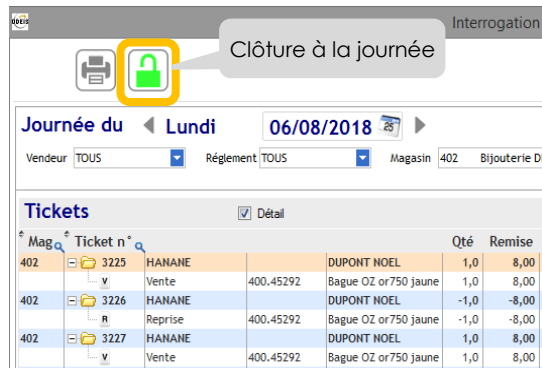 ODEIS
Interrogation
Clôture à la journée
Journée du Lundi 06/08/2018 25
Vendeur TOUS Réglement TOUS Magasin 402 Bijouterie D
Tickets Détail
Mag Ticket n° Qté Remise
402 3225 HANANE DUPONT NOEL 1,0 8,00
V Vente 400.45292 Bague OZ or750 jaune 1,0 8,00
402 3226 HANANE DUPONT NOEL -1,0 -8,00
R Reprise 400.45292 Bague OZ or750 jaune -1,0 -8,00
402 3227 HANANE DUPONT NOEL 1,0 8,00
V Vente 400.45292 Bague OZ or750 jaune 1,0 8,00